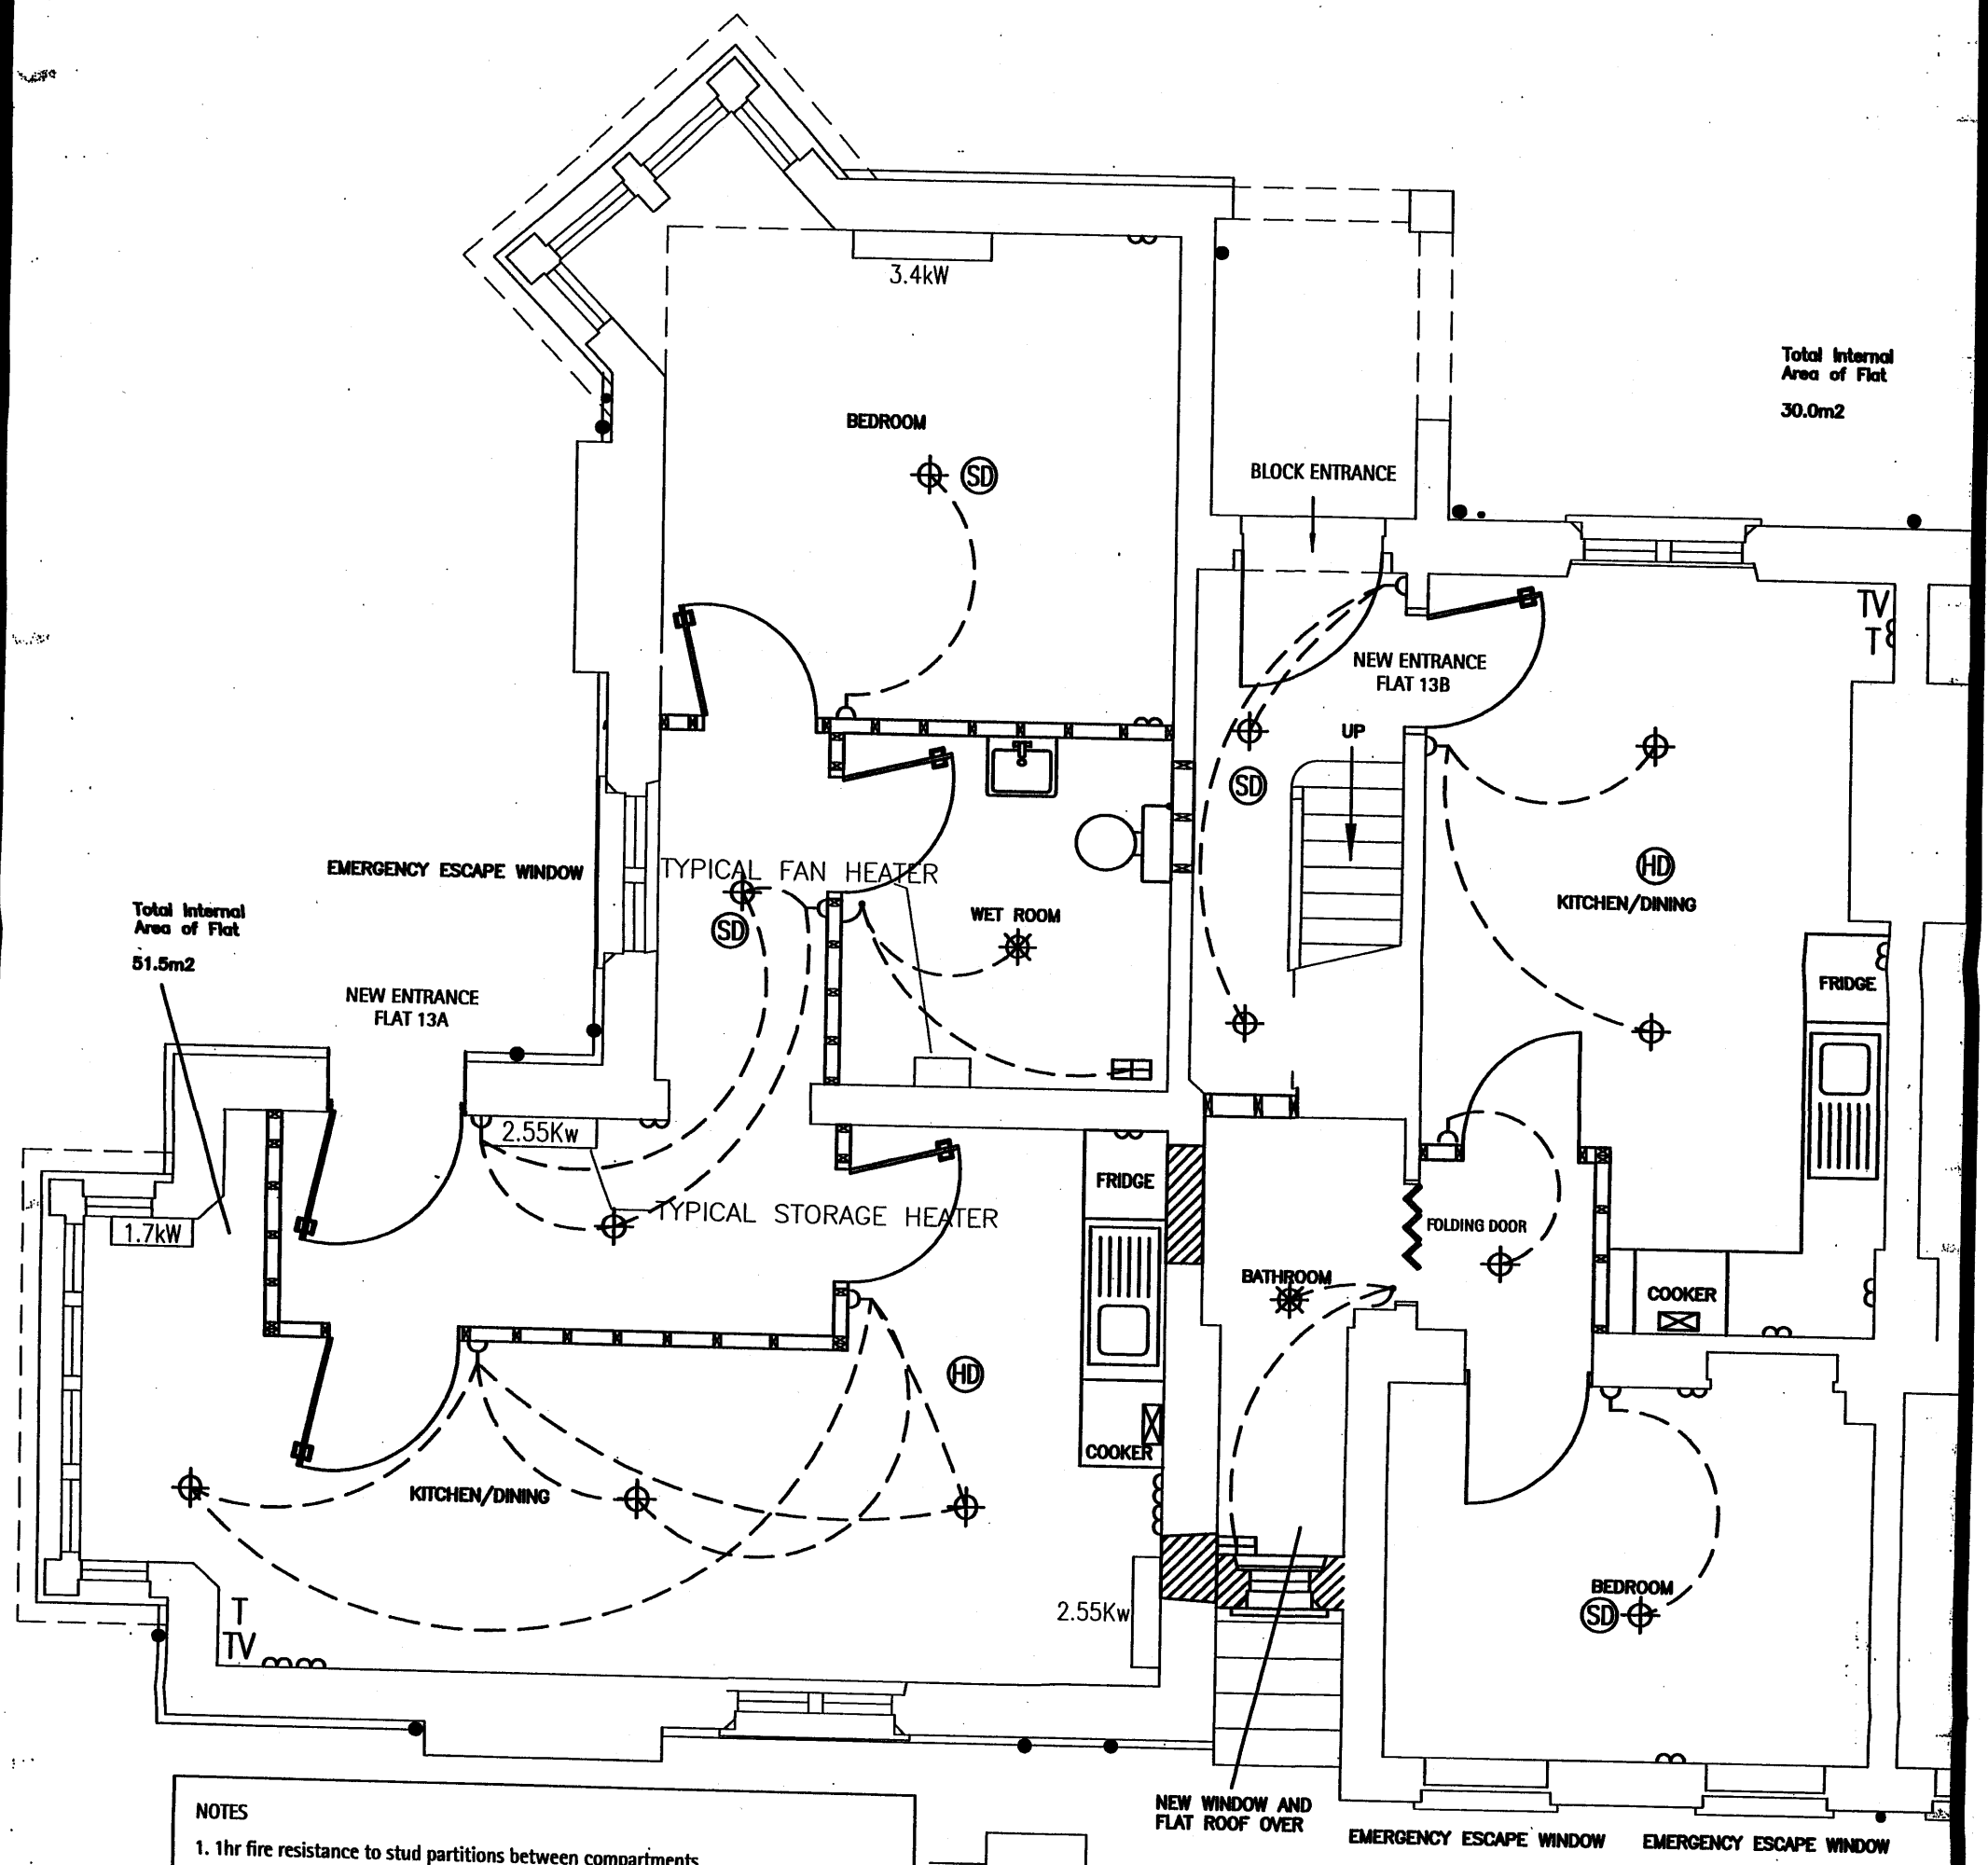 3.4kW
Total Internal
Area of Flat
30.0m2
BEDROOM
SD
BLOCK ENTRANCE
TV
T
NEW ENTRANCE
FLAT 13B
UP
SD
HD
KITCHEN/DINING
EMERGENCY ESCAPE WINDOW
TYPICAL FAN HEATER
SD
WET ROOM
Total Internal
Area of Flat
51.5m2
NEW ENTRANCE
FLAT 13A
FRIDGE
2.55Kw
FRIDGE
TYPICAL STORAGE HEATER
1.7kW
FOLDING DOOR
BATHROOM
COOKER
HD
COOKER
KITCHEN/DINING
BEDROOM
SD
T
TV
2.55Kw
NEW WINDOW AND
FLAT ROOF OVER
EMERGENCY ESCAPE WINDOW
EMERGENCY ESCAPE WINDOW
NOTES
1. 1hr fire resistance to stud partitions between compartments